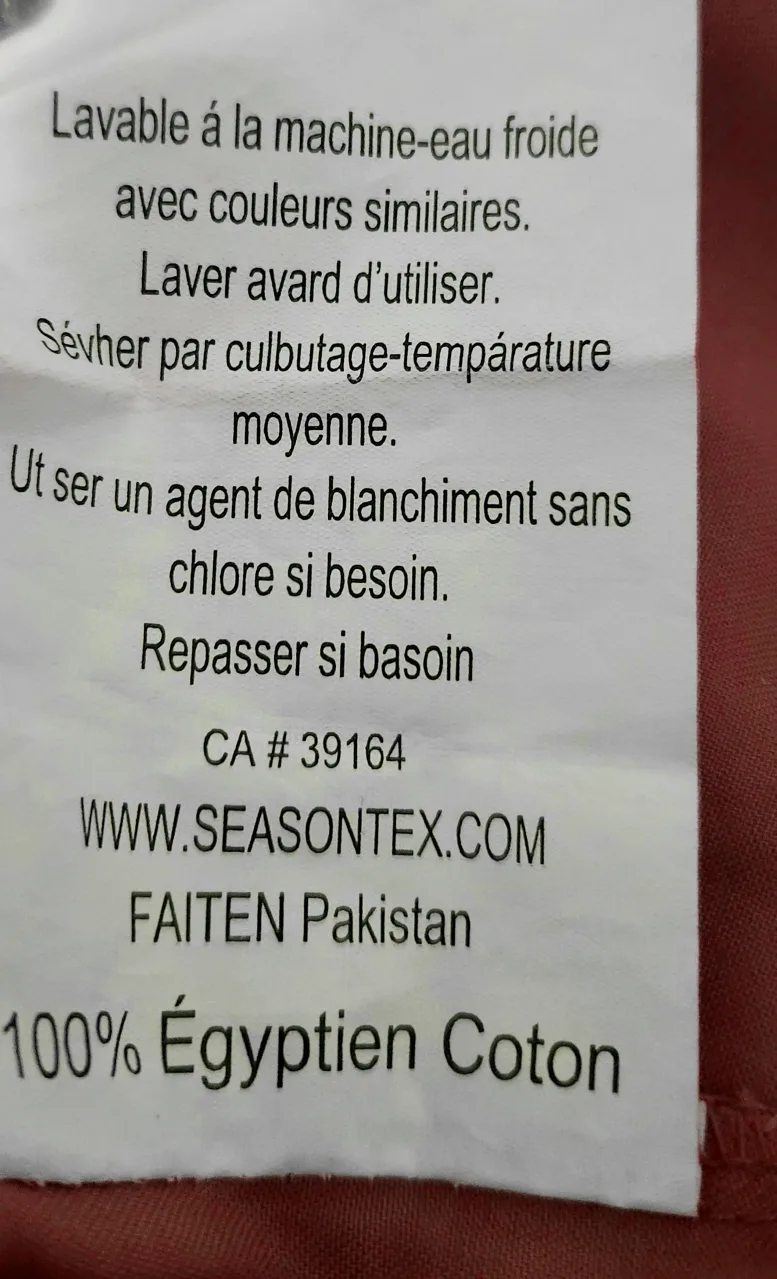 Lavable á la machine-eau froide
avec couleurs similaires.
Laver avard d'utiliser.
Sévher par culbutage-tempárature
moyenne.
Ut ser un agent de blanchiment sans
chlore si besoin.
Repasser si basoin
CA # 39164
WWW.SEASONTEX.COM
FAITEN Pakistan
100% Égyptien Coton